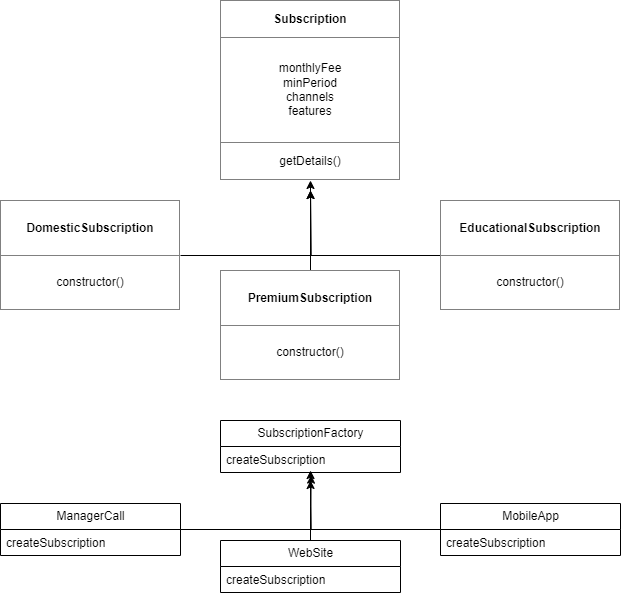 Subscription
monthlyFee
minPeriod
channels
features
getDetails()
DomesticSubscription
constructor()
EducationalSubscription
constructor()
PremiumSubscription
constructor()
SubscriptionFactory
createSubscription
ManagerCall
createSubscription
MobileApp
createSubscription
WebSite
createSubscription